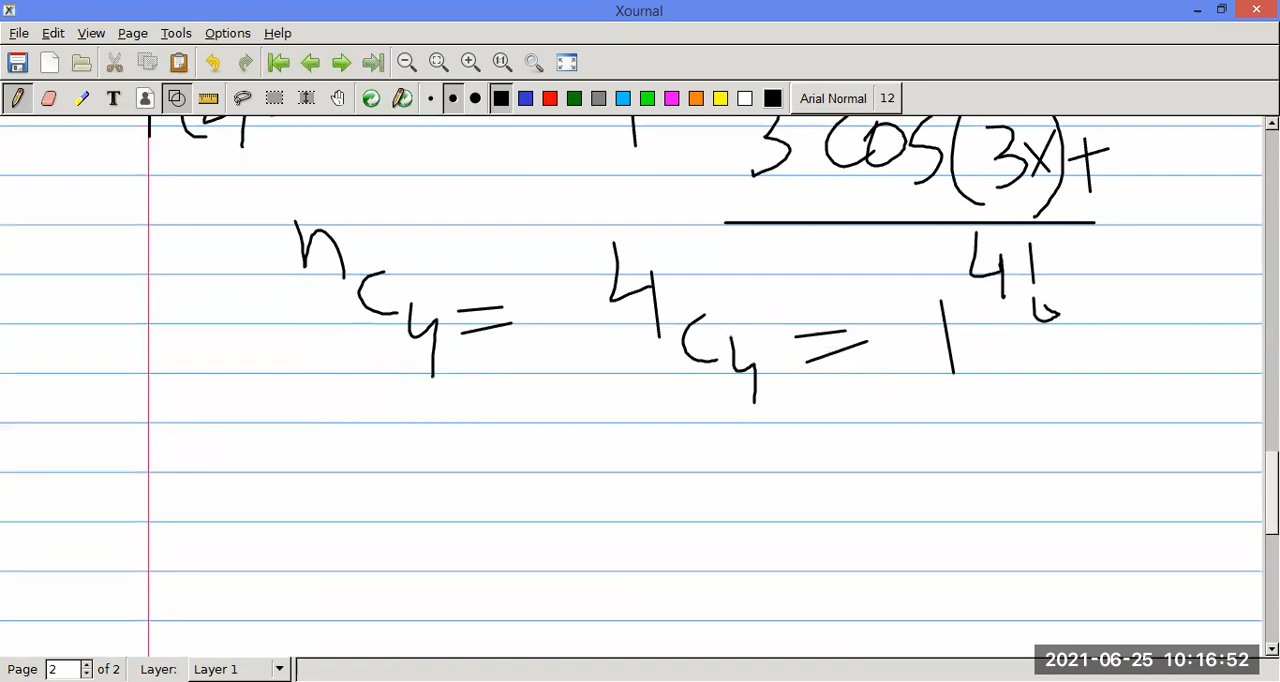 Xournal
File Edit View Page Tools Options Help
Arial Normal 12
3 cos(3x)+
4!
nC4 = 4C4 = 1
Page 2 of 2 Layer: Layer 1
2021-06-25 10:16:52